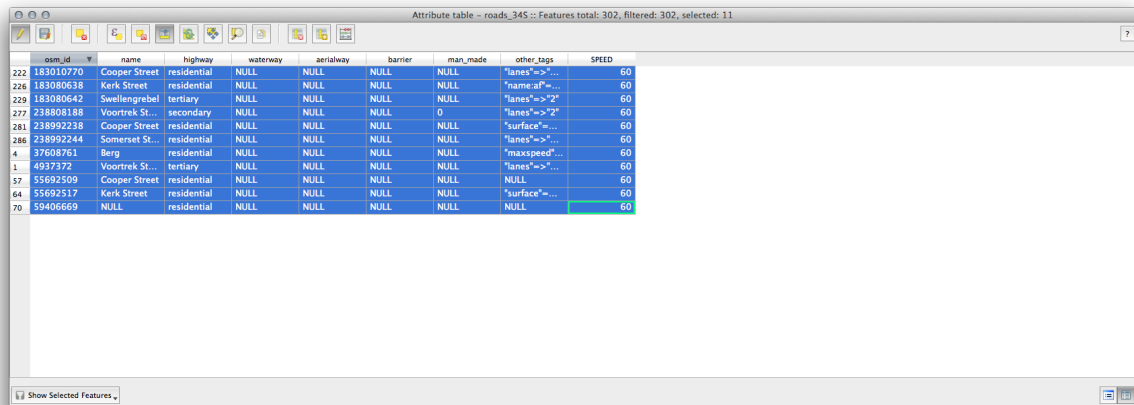 Attribute table - roads_34S :: Features total: 302, filtered: 302, selected: 11
?
osm_id name highway waterway aerialway barrier man_made other_tags SPEED
222 183010770 Cooper Street residential NULL NULL NULL NULL "lanes"=>"... 60
226 183080638 Kerk Street residential NULL NULL NULL NULL "name:af"=... 60
229 183080642 Swellengrebel tertiary NULL NULL NULL NULL "lanes"=>"2" 60
277 238808188 Voortrek St... secondary NULL NULL NULL 0 "lanes"=>"2" 60
281 238992238 Cooper Street residential NULL NULL NULL NULL "surface"=... 60
286 238992244 Somerset St... residential NULL NULL NULL NULL "lanes"=>"... 60
4 37608761 Berg residential NULL NULL NULL NULL "maxspeed"... 60
1 4937372 Voortrek St... tertiary NULL NULL NULL NULL "lanes"=>"... 60
57 55692509 Cooper Street residential NULL NULL NULL NULL NULL 60
64 55692517 Kerk Street residential NULL NULL NULL NULL "surface"=... 60
70 59406669 NULL residential NULL NULL NULL NULL NULL 60
Show Selected Features